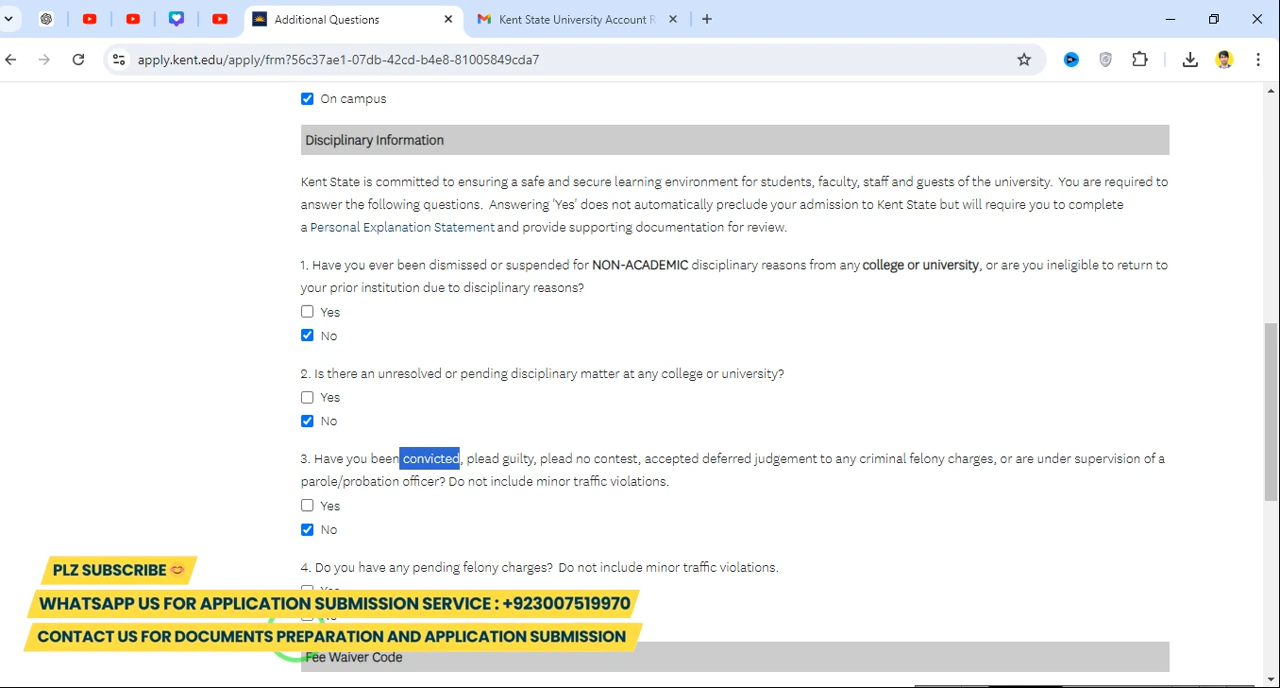 Additional Questions
Kent State University Account R
apply.kent.edu/apply/frm?56c37ae1-07db-42cd-b4e8-81005849cda7
On campus
Disciplinary Information
Kent State is committed to ensuring a safe and secure learning environment for students, faculty, staff and guests of the university. You are required to
answer the following questions. Answering 'Yes' does not automatically preclude your admission to Kent State but will require you to complete
a Personal Explanation Statement and provide supporting documentation for review.
1. Have you ever been dismissed or suspended for NON-ACADEMIC disciplinary reasons from any college or university, or are you ineligible to return to
your prior institution due to disciplinary reasons?
Yes
No
2. Is there an unresolved or pending disciplinary matter at any college or university?
Yes
No
3. Have you been convicted, plead guilty, plead no contest, accepted deferred judgement to any criminal felony charges, or are under supervision of a
parole/probation officer? Do not include minor traffic violations.
Yes
No
4. Do you have any pending felony charges? Do not include minor traffic violations.
PLZ SUBSCRIBE
WHATSAPP US FOR APPLICATION SUBMISSION SERVICE : +923007519970
CONTACT US FOR DOCUMENTS PREPARATION AND APPLICATION SUBMISSION
Fee Waiver Code